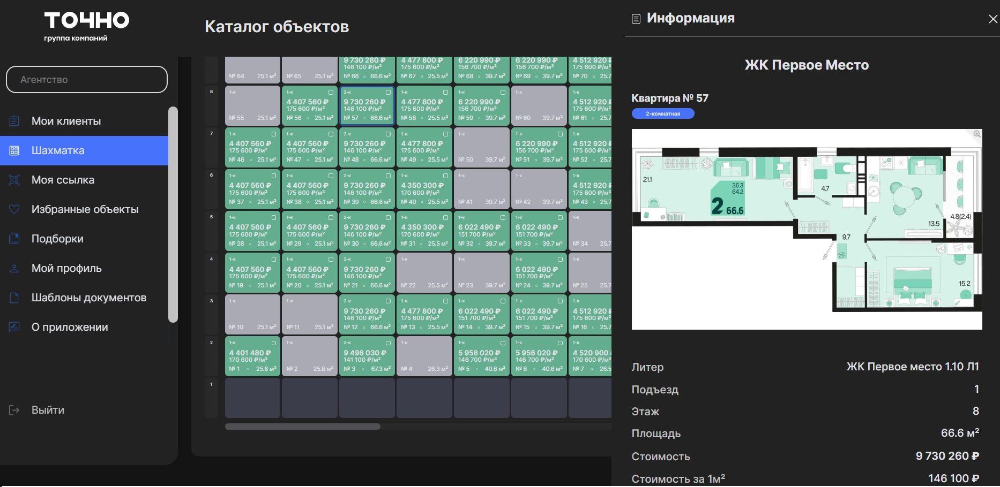 ТОЧНО
группа компаний
Агентство
Мои клиенты
Шахматка
Моя ссылка
Избранные объекты
Подборки
Мой профиль
Шаблоны документов
О приложении
Выйти
Каталог объектов
9 730 260 ₽ 4 477 800 ₽ 6 220 990 ₽ 6 220 990 ₽ 4 512 920 ₽
146 100 ₽/м² 175 600 ₽/м² 156 700 ₽/м² 156 700 ₽/м² 175 600 ₽/м²
№ 64 25.1 м² № 65 25.1 м² № 66 66.6 м² № 67 25.5 м² № 68 39.7 м² № 69 39.7 м² № 70 25.7
8 1-к 1-к 2-к 1-к 1-к 1-к 1-к
4 407 560 ₽ 9 730 260 ₽ 4 477 800 ₽ 6 220 990 ₽ 4 512 920 ₽
175 600 ₽/м² 146 100 ₽/м² 175 600 ₽/м² 156 700 ₽/м² 175 600 ₽/м²
№ 55 25.1 м² № 56 25.1 м² № 57 66.6 м² № 58 25.5 м² № 59 39.7 м² № 60 39.7 м² № 61 25.7
7 1-к 1-к 2-к 1-к 1-к 1-к 1-к
4 407 560 ₽ 4 407 560 ₽ 9 730 260 ₽ 4 477 800 ₽ 6 220 990 ₽ 4 512 920 ₽
175 600 ₽/м² 175 600 ₽/м² 146 100 ₽/м² 175 600 ₽/м² 156 700 ₽/м² 175 600 ₽/м²
№ 46 25.1 м² № 47 25.1 м² № 48 66.6 м² № 49 25.5 м² № 50 39.7 м² № 51 39.7 м² № 52 25.7
6 1-к 1-к 2-к 1-к 1-к 1-к 1-к
4 407 560 ₽ 4 407 560 ₽ 9 730 260 ₽ 4 350 300 ₽ 4 512 920 ₽
175 600 ₽/м² 175 600 ₽/м² 146 100 ₽/м² 170 600 ₽/м² 175 600 ₽/м²
№ 37 25.1 м² № 38 25.1 м² № 39 66.6 м² № 40 25.5 м² № 41 39.7 м² № 42 39.7 м² № 43 25.7
5 1-к 1-к 2-к 1-к 1-к 1-к 1-к
4 407 560 ₽ 4 407 560 ₽ 9 730 260 ₽ 4 350 300 ₽ 6 022 490 ₽ 6 022 490 ₽
175 600 ₽/м² 175 600 ₽/м² 146 100 ₽/м² 170 600 ₽/м² 151 700 ₽/м² 151 700 ₽/м²
№ 28 25.1 м² № 29 25.1 м² № 30 66.6 м² № 31 25.5 м² № 32 39.7 м² № 33 39.7 м² № 34 25.7
4 1-к 1-к 2-к 1-к 1-к 1-к 1-к
4 407 560 ₽ 4 407 560 ₽ 9 730 260 ₽ 6 022 490 ₽
175 600 ₽/м² 175 600 ₽/м² 146 100 ₽/м² 151 700 ₽/м²
№ 19 25.1 м² № 20 25.1 м² № 21 66.6 м² № 22 25.5 м² № 23 39.7 м² № 24 39.7 м² № 25 25.7
3 1-к 1-к 2-к 1-к 1-к 1-к 1-к
9 730 260 ₽ 4 477 800 ₽ 6 022 490 ₽ 6 022 490 ₽ 4 512 920 ₽
146 100 ₽/м² 175 600 ₽/м² 151 700 ₽/м² 151 700 ₽/м² 175 600 ₽/м²
№ 10 25.1 м² № 11 25.1 м² № 12 66.6 м² № 13 25.5 м² № 14 39.7 м² № 15 39.7 м² № 16 25.7
2 1-к 1-к 2-к 1-к 1-к 1-к 1-к
4 401 480 ₽ 9 496 030 ₽ 5 956 020 ₽ 5 956 020 ₽ 4 520 900
170 600 ₽/м² 141 100 ₽/м² 146 700 ₽/м² 146 700 ₽/м² 170 600 ₽/м²
№ 1 25.8 м² № 2 25.8 м² № 3 67.3 м² № 4 26.3 м² № 5 40.6 м² № 6 40.6 м² № 7 26.5
1
Информация
ЖК Первое Место
Квартира № 57
2-комнатная
21.1
36.3
64.2
2 66.6
4.7
13.5
4.8(2.4)
9.7
15.2
Литер ЖК Первое место 1.10 Л1
Подъезд 1
Этаж 8
Площадь 66.6 м²
Стоимость 9 730 260 ₽
Стоимость за 1м² 146 100 ₽